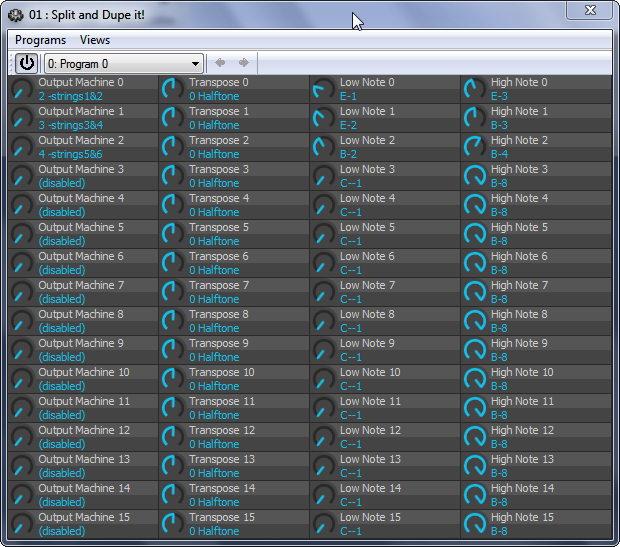 01 : Split and Dupe it!
Programs Views
0: Program 0
Output Machine 0 Transpose 0 Low Note 0 High Note 0
2 -strings1&2 0 Halftone E-1 E-3
Output Machine 1 Transpose 1 Low Note 1 High Note 1
3 -strings3&4 0 Halftone E-2 B-3
Output Machine 2 Transpose 2 Low Note 2 High Note 2
4 -strings5&6 0 Halftone B-2 B-4
Output Machine 3 Transpose 3 Low Note 3 High Note 3
(disabled) 0 Halftone C--1 B-8
Output Machine 4 Transpose 4 Low Note 4 High Note 4
(disabled) 0 Halftone C--1 B-8
Output Machine 5 Transpose 5 Low Note 5 High Note 5
(disabled) 0 Halftone C--1 B-8
Output Machine 6 Transpose 6 Low Note 6 High Note 6
(disabled) 0 Halftone C--1 B-8
Output Machine 7 Transpose 7 Low Note 7 High Note 7
(disabled) 0 Halftone C--1 B-8
Output Machine 8 Transpose 8 Low Note 8 High Note 8
(disabled) 0 Halftone C--1 B-8
Output Machine 9 Transpose 9 Low Note 9 High Note 9
(disabled) 0 Halftone C--1 B-8
Output Machine 10 Transpose 10 Low Note 10 High Note 10
(disabled) 0 Halftone C--1 B-8
Output Machine 11 Transpose 11 Low Note 11 High Note 11
(disabled) 0 Halftone C--1 B-8
Output Machine 12 Transpose 12 Low Note 12 High Note 12
(disabled) 0 Halftone C--1 B-8
Output Machine 13 Transpose 13 Low Note 13 High Note 13
(disabled) 0 Halftone C--1 B-8
Output Machine 14 Transpose 14 Low Note 14 High Note 14
(disabled) 0 Halftone C--1 B-8
Output Machine 15 Transpose 15 Low Note 15 High Note 15
(disabled) 0 Halftone C--1 B-8